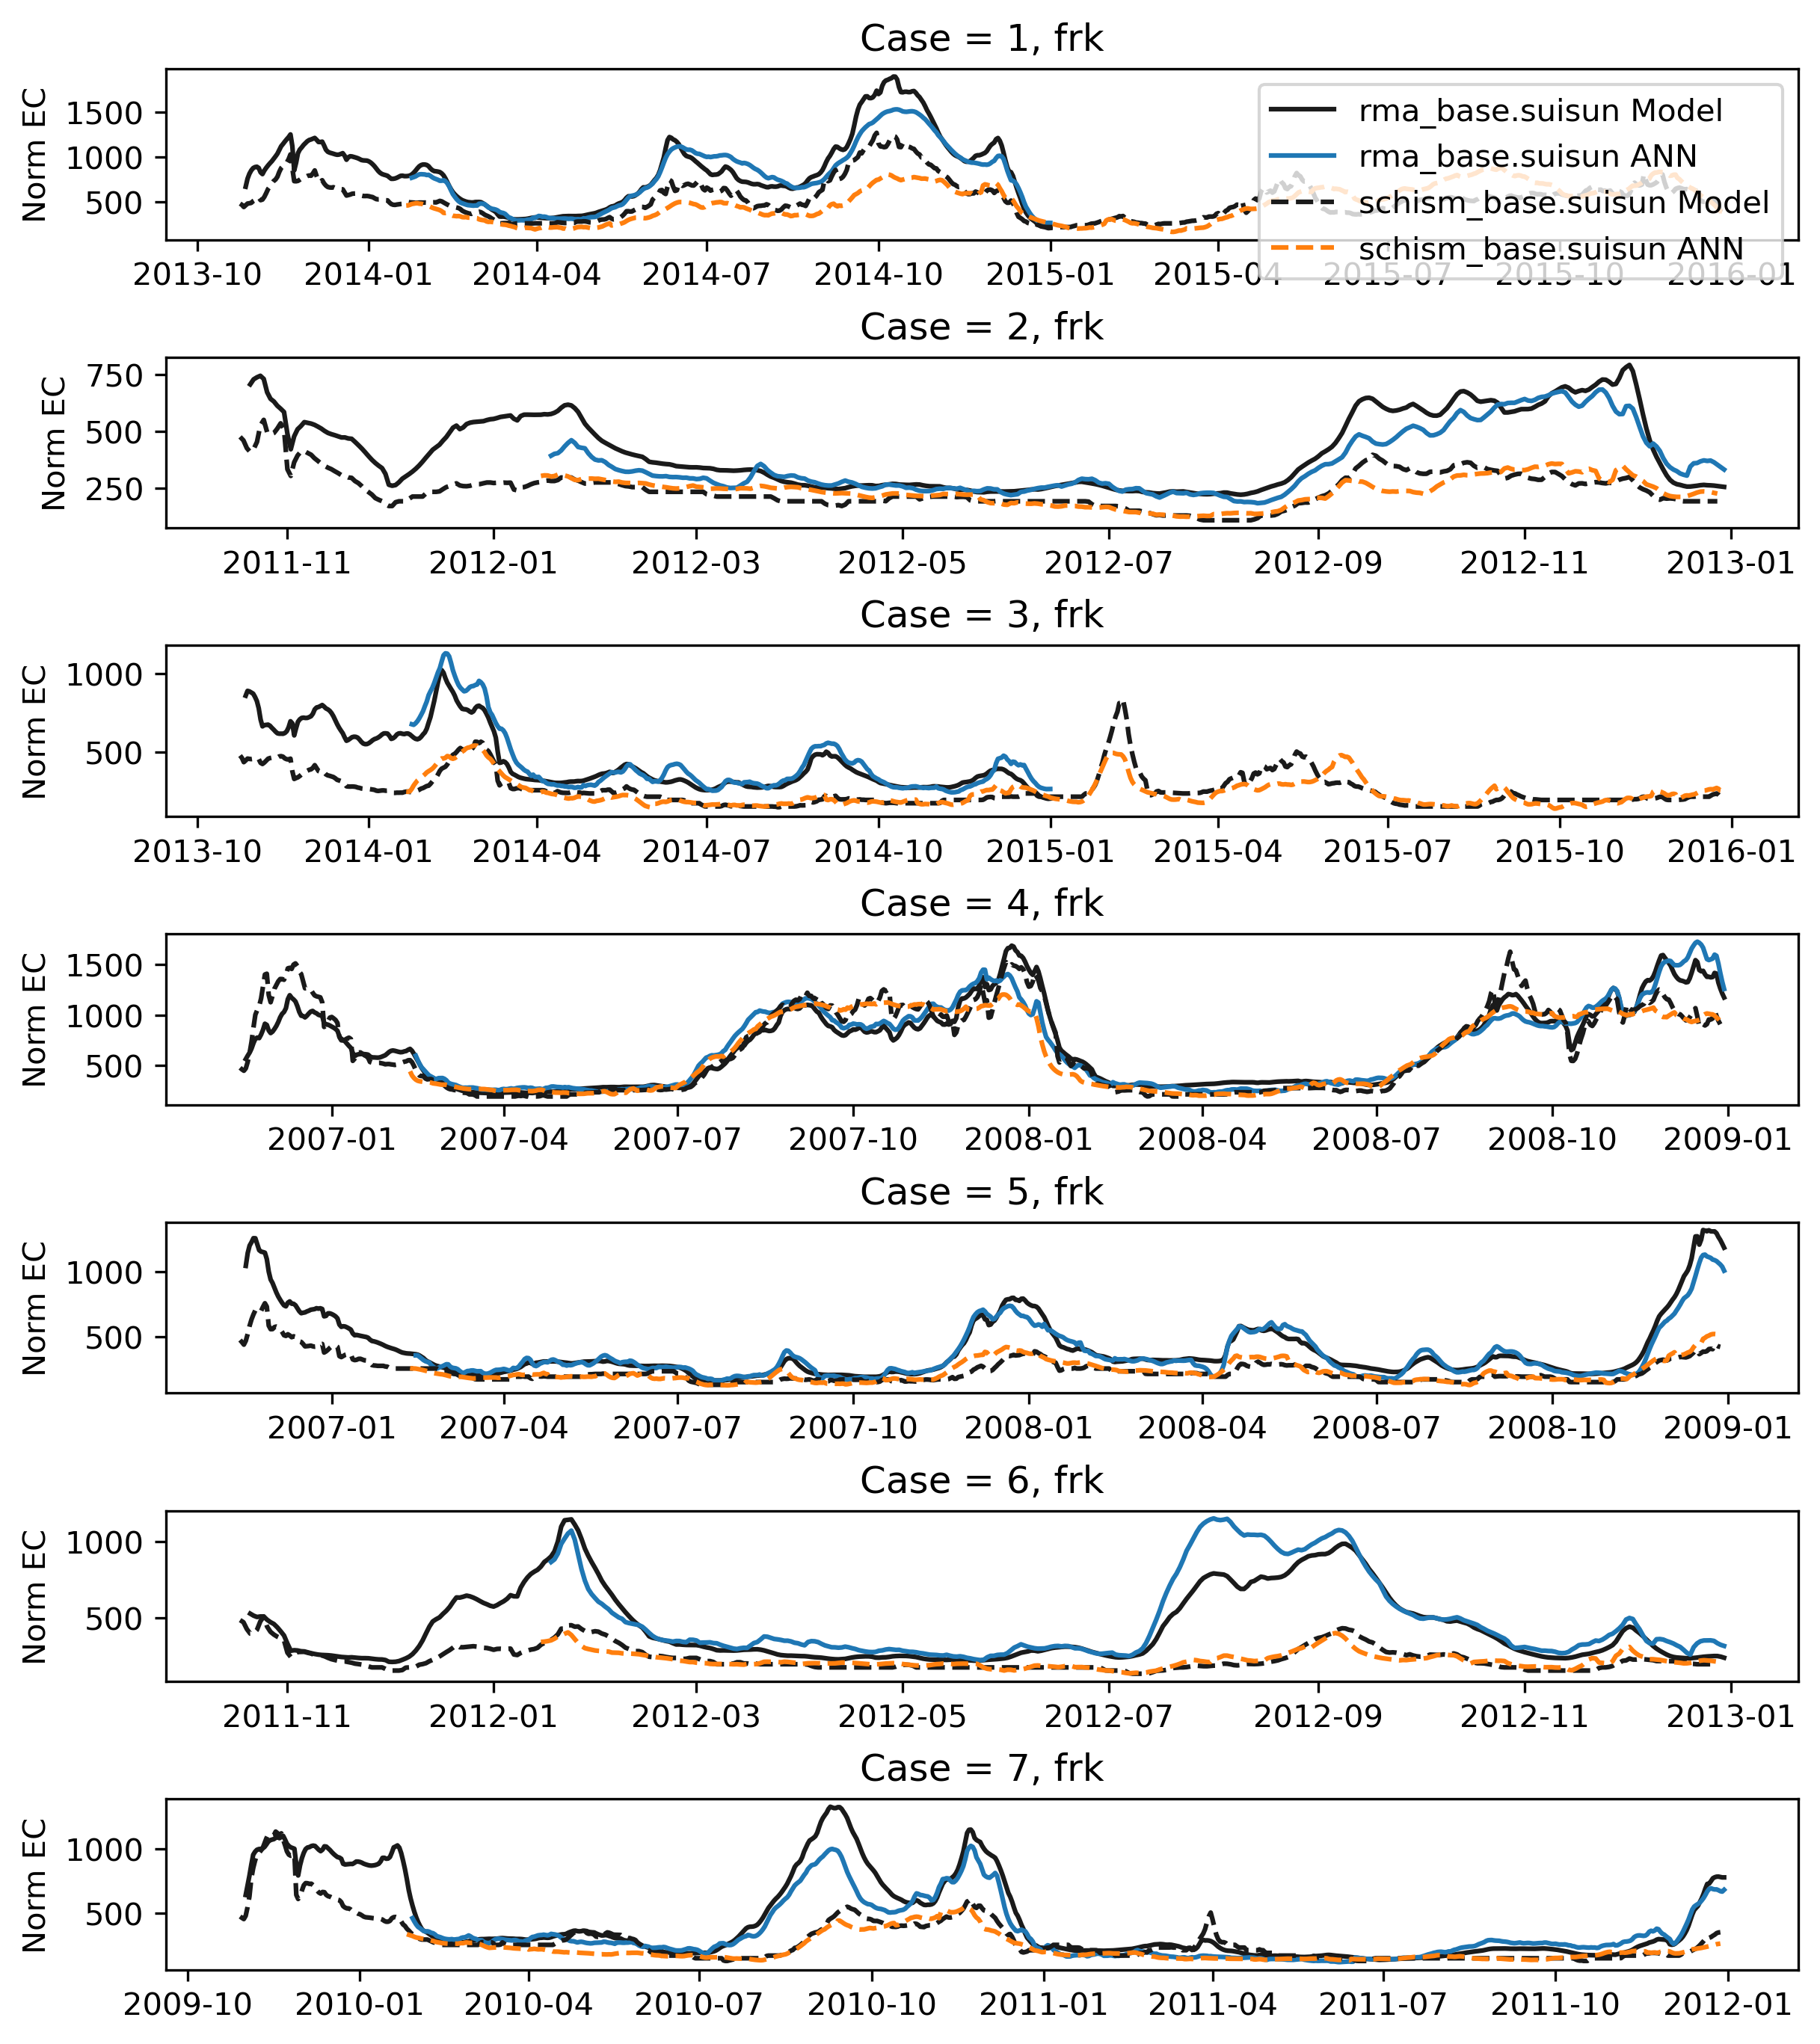 Case = 1, frk
Norm EC
1500
1000
500
rma_base.suisun Model
rma_base.suisun ANN
schism_base.suisun Model
schism_base.suisun ANN
2013-10 2014-01 2014-04 2014-07 2014-10 2015-01 2015-04 2015-07 2015-10 2016-01
Case = 2, frk
Norm EC
750
500
250
2011-11 2012-01 2012-03 2012-05 2012-07 2012-09 2012-11 2013-01
Case = 3, frk
Norm EC
1000
500
2013-10 2014-01 2014-04 2014-07 2014-10 2015-01 2015-04 2015-07 2015-10 2016-01
Case = 4, frk
Norm EC
1500
1000
500
2007-01 2007-04 2007-07 2007-10 2008-01 2008-04 2008-07 2008-10 2009-01
Case = 5, frk
Norm EC
1000
500
2007-01 2007-04 2007-07 2007-10 2008-01 2008-04 2008-07 2008-10 2009-01
Case = 6, frk
Norm EC
1000
500
2011-11 2012-01 2012-03 2012-05 2012-07 2012-09 2012-11 2013-01
Case = 7, frk
Norm EC
1000
500
2009-10 2010-01 2010-04 2010-07 2010-10 2011-01 2011-04 2011-07 2011-10 2012-01